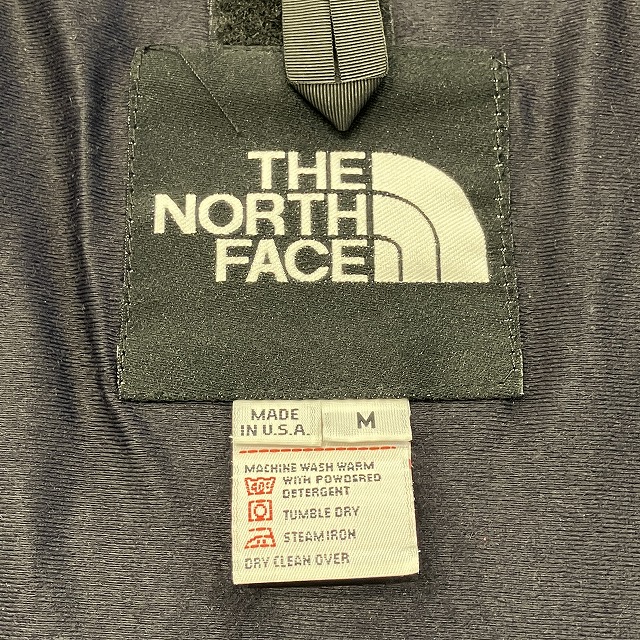 THE
NORTH
FACE
MADE
IN U.S.A.
M
MACHINE WASH WARM
WITH POWDERED
DETERGENT
TUMBLE DRY
STEAM IRON
DRY CLEAN OVER